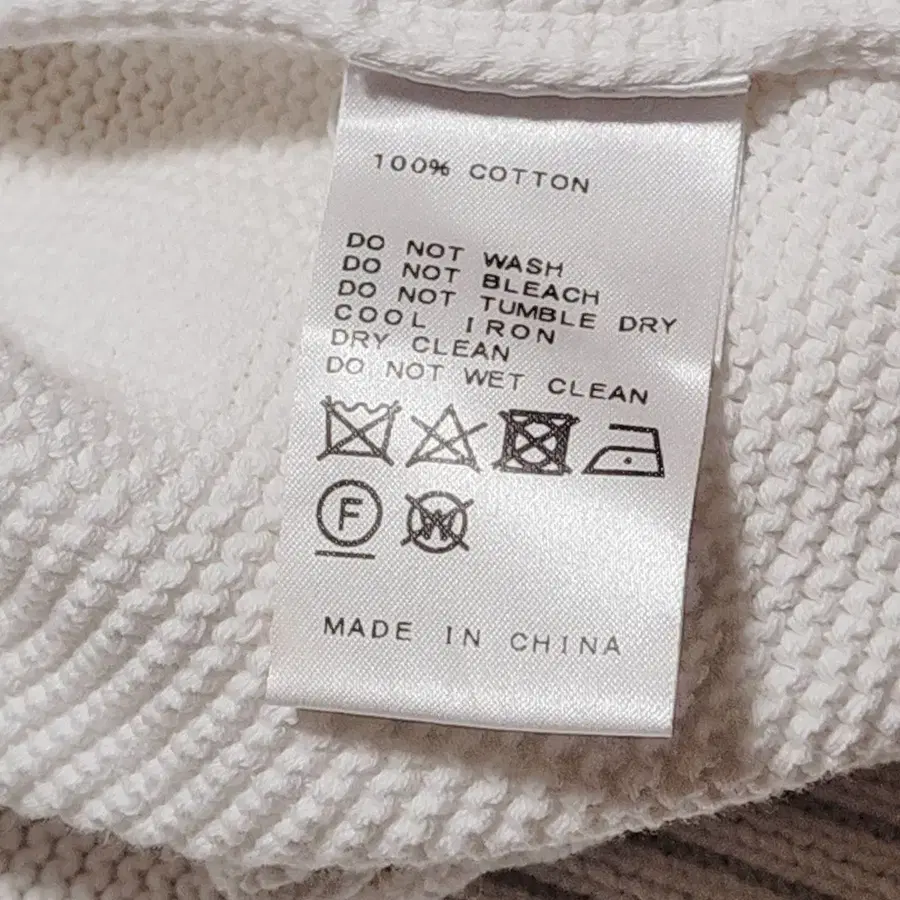 100% COTTON
DO NOT WASH
DO NOT BLEACH
DO NOT TUMBLE DRY
COOL IRON
DRY CLEAN
DO NOT WET CLEAN
F W
MADE IN CHINA